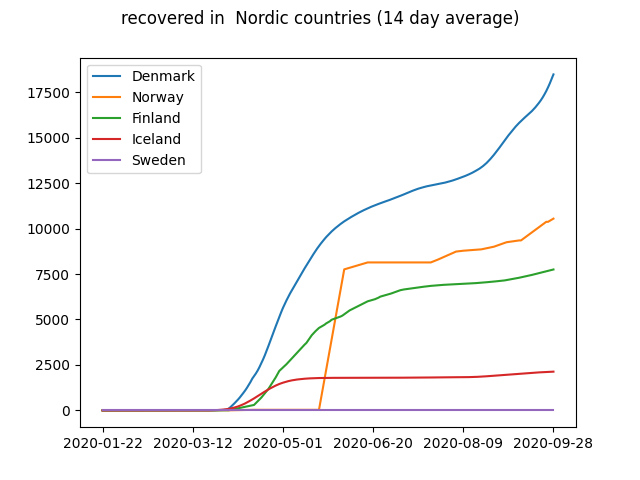 recovered in  Nordic countries (14 day average)
Denmark
Norway
Finland
Iceland
Sweden
17500
15000
12500
10000
7500
5000
2500
0
2020-01-22 2020-03-12 2020-05-01 2020-06-20 2020-08-09 2020-09-28